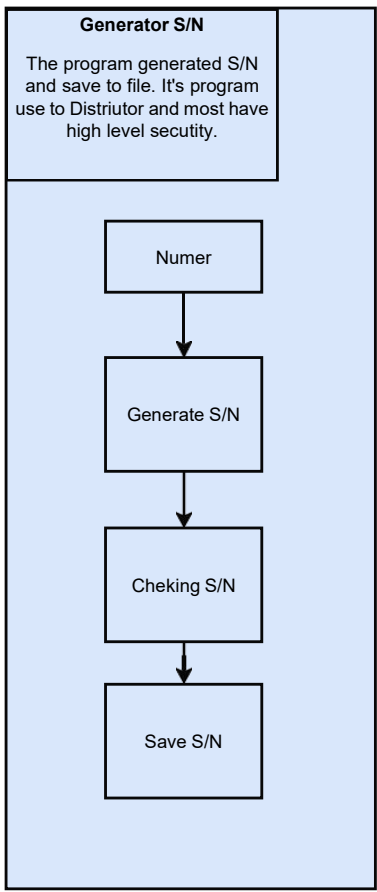 Generator S/N
The program generated S/N
and save to file. It's program
use to Distriutor and most have
high level secutity.
Numer
Generate S/N
Cheking S/N
Save S/N